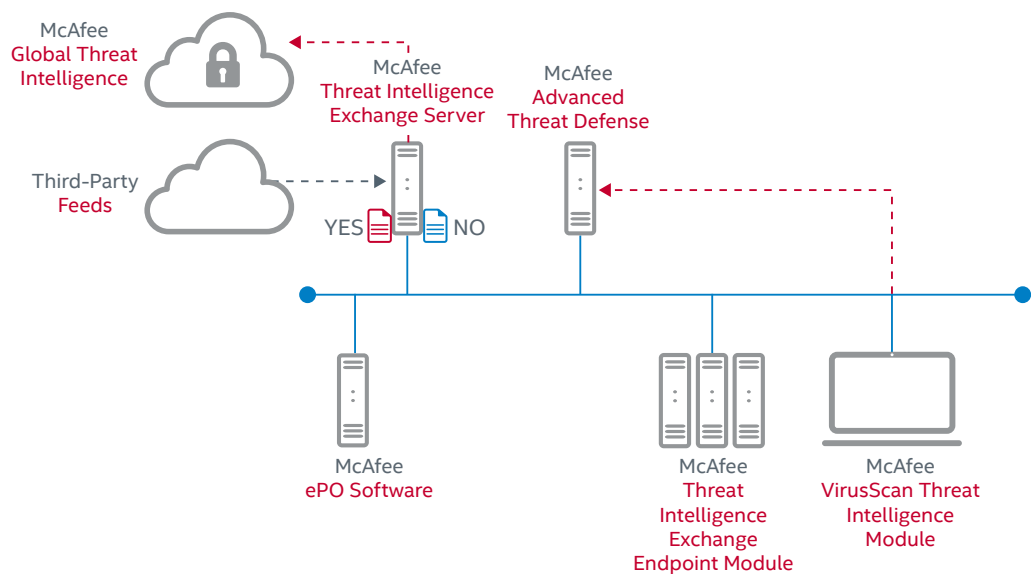 McAfee
Global Threat
Intelligence
McAfee
Threat Intelligence
Exchange Server
McAfee
Advanced
Threat Defense
Third-Party
Feeds
YES
NO
McAfee
ePO Software
McAfee
Threat
Intelligence
Exchange
Endpoint Module
McAfee
VirusScan Threat
Intelligence
Module